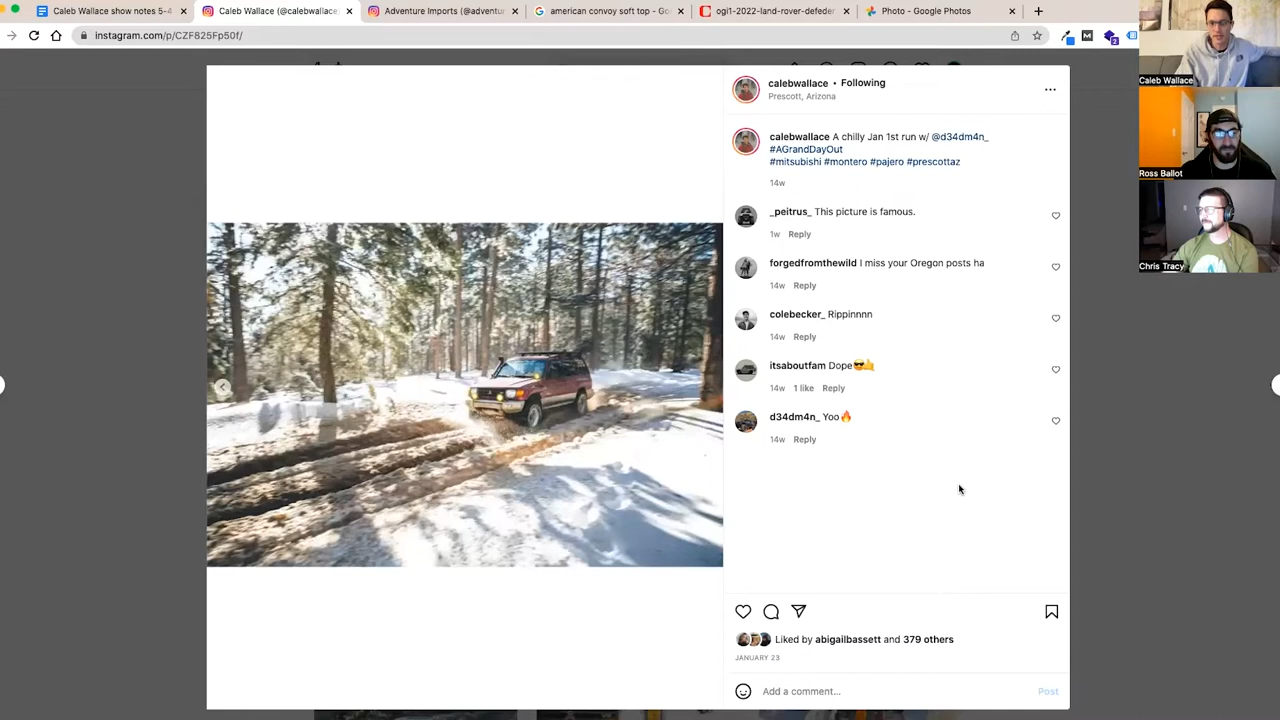 Caleb Wallace show notes 5-4
Caleb Wallace (@calebwallace)
Adventure Imports (@adventur
american convoy soft top - Go
ogi1-2022-land-rover-defeder
Photo - Google Photos
instagram.com/p/CZF825Fp50f/
2
Caleb Wallace
Ross Ballot
Chris Tracy
calebwallace • Following
Prescott, Arizona
calebwallace A chilly Jan 1st run w/ @d34dm4n_
#AGrandDayOut
#mitsubishi #montero #pajero #prescottaz
14w
_peitrus_ This picture is famous.
1w Reply
forgedfromthewild I miss your Oregon posts ha
14w Reply
colebecker_ Rippinnnn
14w Reply
itsaboutfam Dope😎🤙
14w 1 like Reply
d34dm4n_ Yoo🔥
14w Reply
Liked by abigailbassett and 379 others
JANUARY 23
Add a comment...
Post